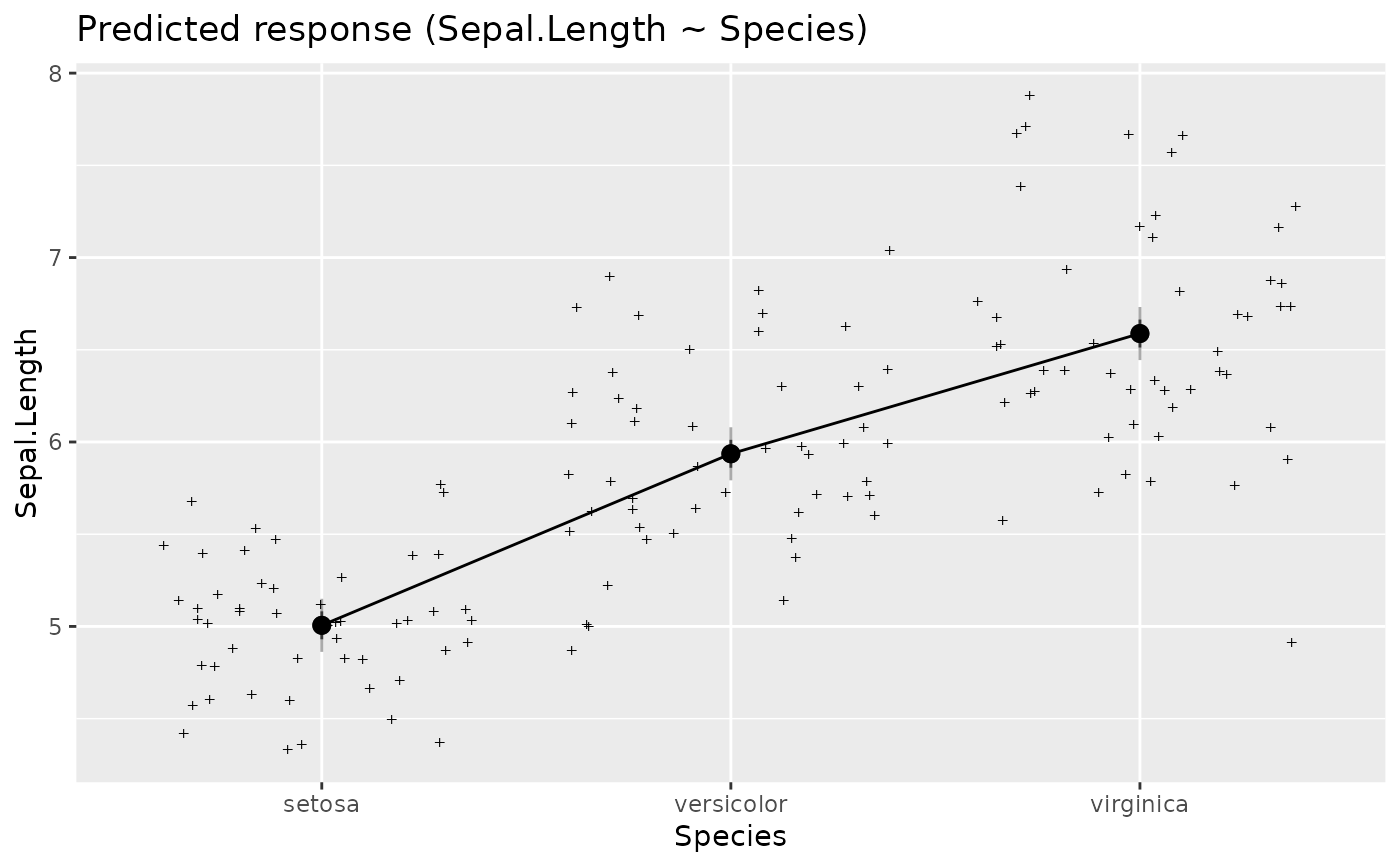 Predicted response (Sepal.Length ~ Species)
Sepal.Length
8
7
6
5
setosa
versicolor
virginica
Species